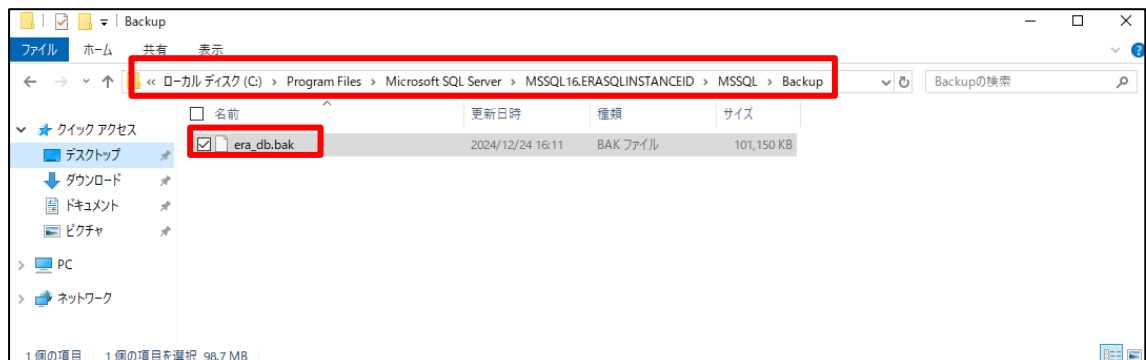 Backup
ファイル ホーム 共有 表示
« ローカル ディスク (C:) › Program Files › Microsoft SQL Server › MSSQL16.ERASQLINSTANCEID › MSSQL › Backup
Backupの検索
名前 更新日時 種類 サイズ
クイック アクセス
era_db.bak 2024/12/24 16:11 BAK ファイル 101,150 KB
デスクトップ
ダウンロード
ドキュメント
ピクチャ
PC
ネットワーク
1 個の項目 1 個の項目を選択 98.7 MB